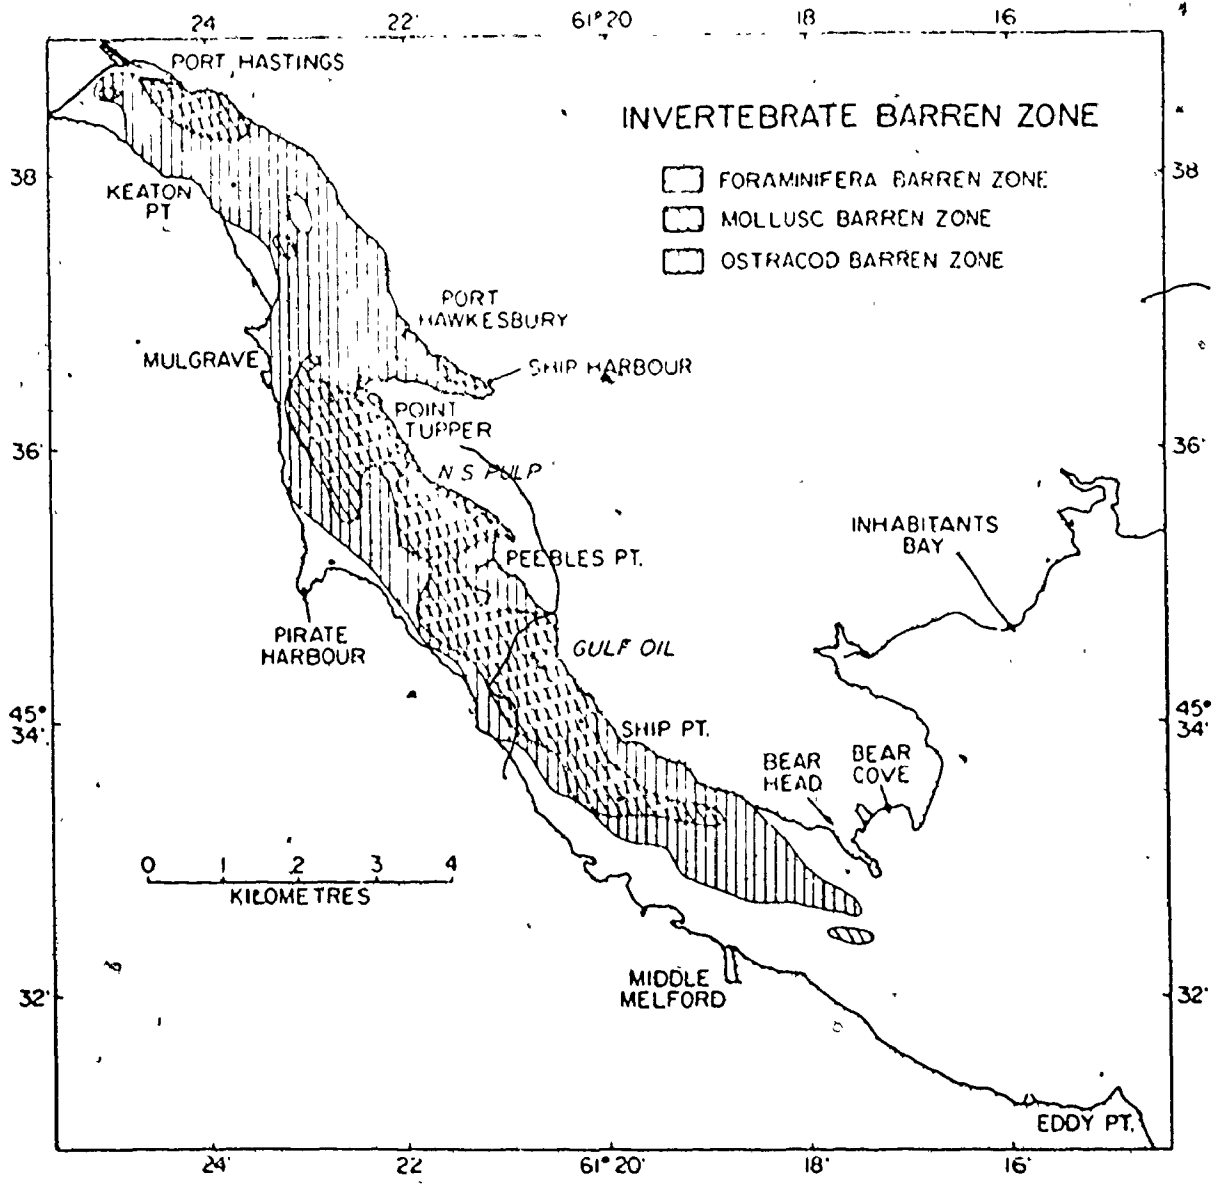 24 22' 61°20 18 16
PORT HASTINGS
INVERTEBRATE BARREN ZONE
38 38
FORAMINIFERA BARREN ZONE
KEATON
PT
MOLLUSC BARREN ZONE
OSTRACOD BARREN ZONE
PORT
HAWKESBURY
MULGRAVE
SHIP HARBOUR
POINT
TUPPER
36' 36'
N S PULP
INHABITANTS
BAY
PEEBLES PT.
PIRATE
HARBOUR
GULF OIL
45° 45°
34' 34'
SHIP PT.
BEAR
HEAD
BEAR
COVE
0 1 2 3 4
KILOMETRES
MIDDLE
MELFORD
32' 32'
EDDY PT.
24' 22' 61°20' 18' 16'